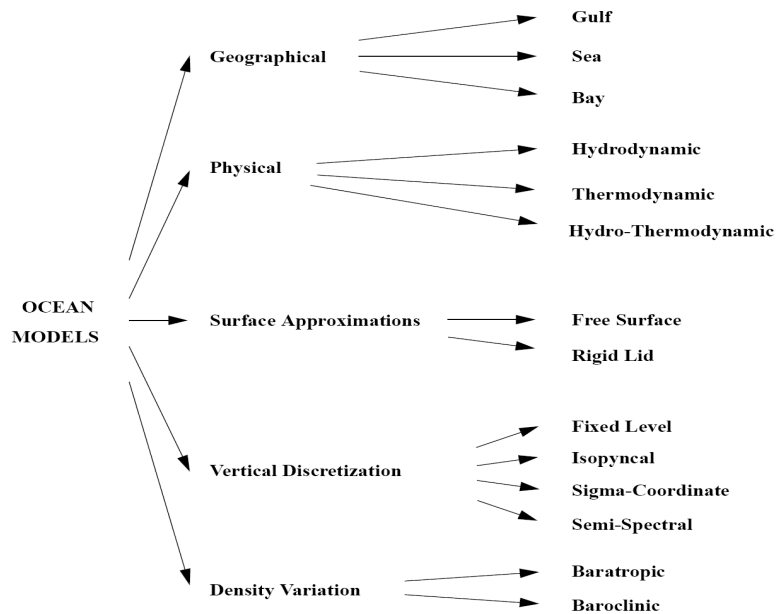 OCEAN
MODELS
Geographical
Gulf
Sea
Bay
Physical
Hydrodynamic
Thermodynamic
Hydro-Thermodynamic
Surface Approximations
Free Surface
Rigid Lid
Vertical Discretization
Fixed Level
Isopyncal
Sigma-Coordinate
Semi-Spectral
Density Variation
Baratropic
Baroclinic